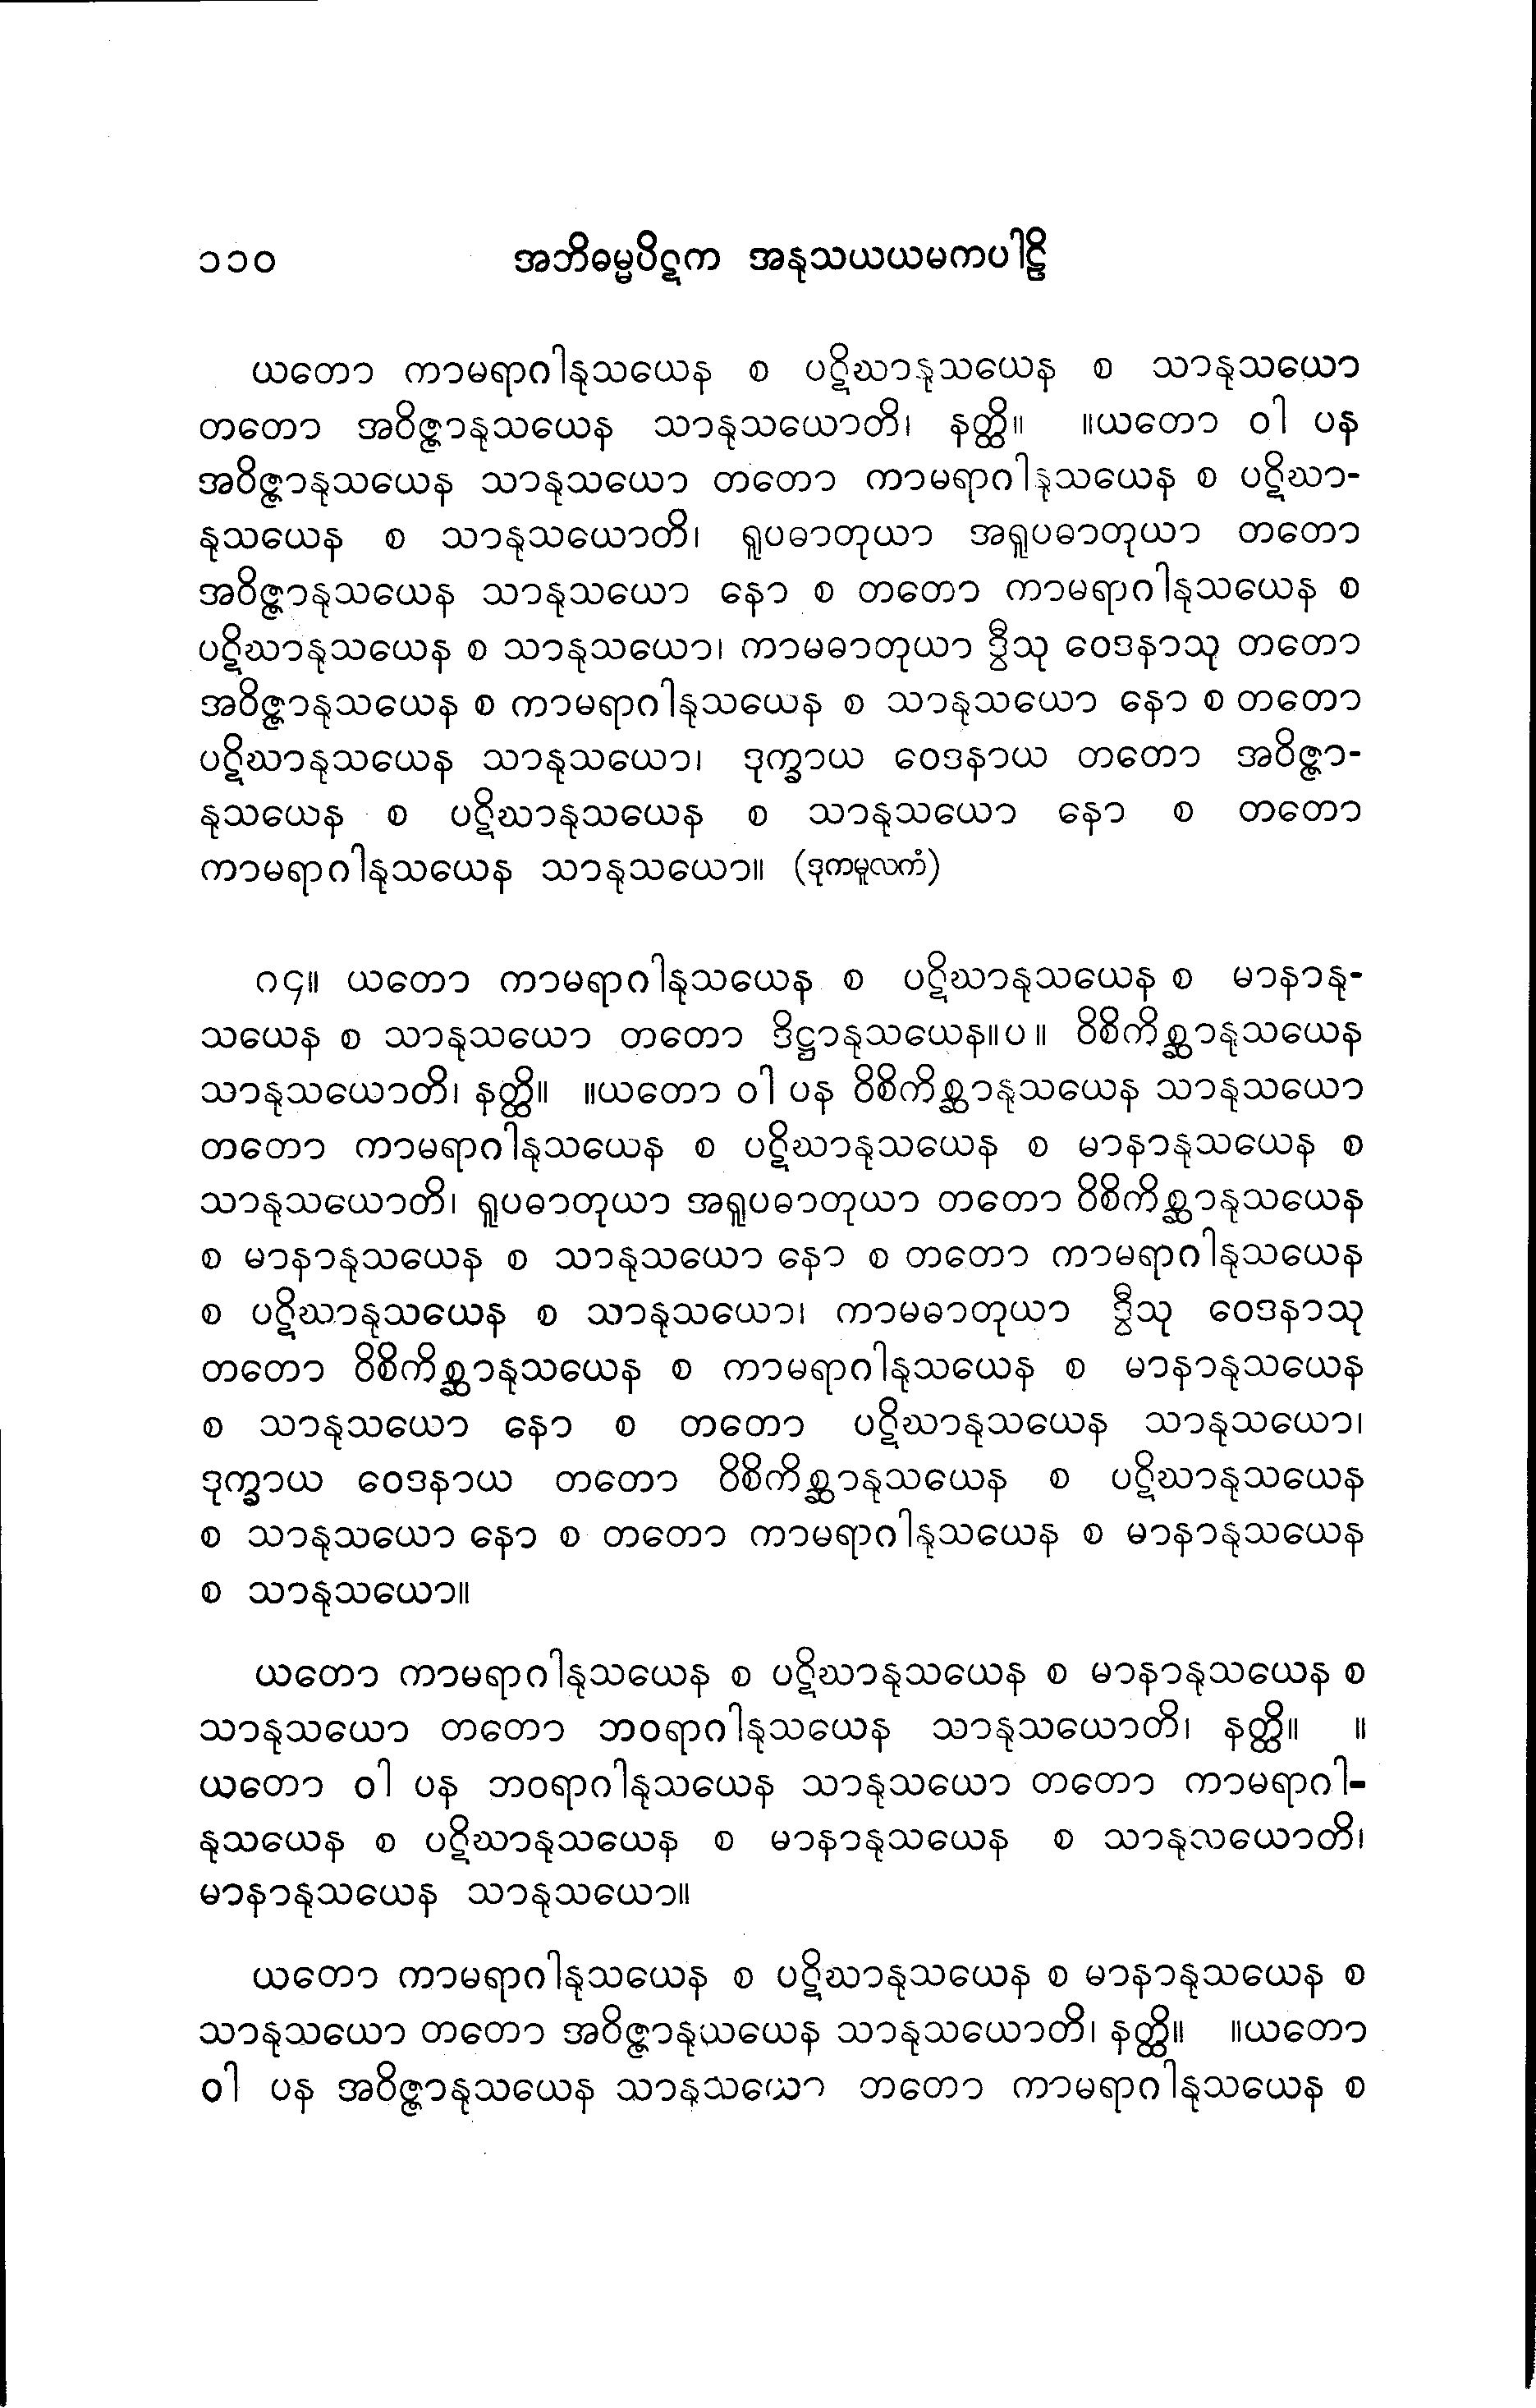 ၁၁၀ အဘိဓမ္မပိဋက အနုသယယမကပါဠိ
ယတော ကာမရာဂါနုသယေန စ ပဋိဃာနုသယေန စ သာနုသယော
တတော အဝိဇ္ဇာနုသယေန သာနုသယောတိ၊ နတ္ထိ။ ။ယတော ဝါ ပန
အဝိဇ္ဇာနုသယေန သာနုသယော တတော ကာမရာဂါနုသယေန စ ပဋိဃာ-
နုသယေန စ သာနုသယောတိ၊ ရူပဓာတုယာ အရူပဓာတုယာ တတော
အဝိဇ္ဇာနုသယေန သာနုသယော နော စ တတော ကာမရာဂါနုသယေန စ
ပဋိဃာနုသယေန စ သာနုသယော၊ ကာမဓာတုယာ ဒွီသု ဝေဒနာသု တတော
အဝိဇ္ဇာနုသယေန စ ကာမရာဂါနုသယေန စ သာနုသယော နော စ တတော
ပဋိဃာနုသယေန သာနုသယော၊ ဒုက္ခာယ ဝေဒနာယ တတော အဝိဇ္ဇာ-
နုသယေန စ ပဋိဃာနုသယေန စ သာနုသယော နော စ တတော
ကာမရာဂါနုသယေန သာနုသယော။ (ဒုကမူလကံ)
၈၄။ ယတော ကာမရာဂါနုသယေန စ ပဋိဃာနုသယေန စ မာနာနု-
သယေန စ သာနုသယော တတော ဒိဋ္ဌာနုသယေန။ပ။ ဝိစိကိစ္ဆာနုသယေန
သာနုသယောတိ၊ နတ္ထိ။ ။ယတော ဝါ ပန ဝိစိကိစ္ဆာနုသယေန သာနုသယော
တတော ကာမရာဂါနုသယေန စ ပဋိဃာနုသယေန စ မာနာနုသယေန စ
သာနုသယောတိ၊ ရူပဓာတုယာ အရူပဓာတုယာ တတော ဝိစိကိစ္ဆာနုသယေန
စ မာနာနုသယေန စ သာနုသယော နော စ တတော ကာမရာဂါနုသယေန
စ ပဋိဃာနုသယေန စ သာနုသယော၊ ကာမဓာတုယာ ဒွီသု ဝေဒနာသု
တတော ဝိစိကိစ္ဆာနုသယေန စ ကာမရာဂါနုသယေန စ မာနာနုသယေန
စ သာနုသယော နော စ တတော ပဋိဃာနုသယေန သာနုသယော၊
ဒုက္ခာယ ဝေဒနာယ တတော ဝိစိကိစ္ဆာနုသယေန စ ပဋိဃာနုသယေန
စ သာနုသယော နော စ တတော ကာမရာဂါနုသယေန စ မာနာနုသယေန
စ သာနုသယော။
ယတော ကာမရာဂါနုသယေန စ ပဋိဃာနုသယေန စ မာနာနုသယေန စ
သာနုသယော တတော ဘဝရာဂါနုသယေန သာနုသယောတိ၊ နတ္ထိ။ ။
ယတော ဝါ ပန ဘဝရာဂါနုသယေန သာနုသယော တတော ကာမရာဂါ-
နုသယေန စ ပဋိဃာနုသယေန စ မာနာနုသယေန စ သာနုသယောတိ၊
မာနာနုသယေန သာနုသယော။
ယတော ကာမရာဂါနုသယေန စ ပဋိဃာနုသယေန စ မာနာနုသယေန စ
သာနုသယော တတော အဝိဇ္ဇာနုယယေန သာနုသယောတိ၊ နတ္ထိ။ ။ယတော
ဝါ ပန အဝိဇ္ဇာနုသယေန သာနုသယော တတော ကာမရာဂါနုသယေန စ